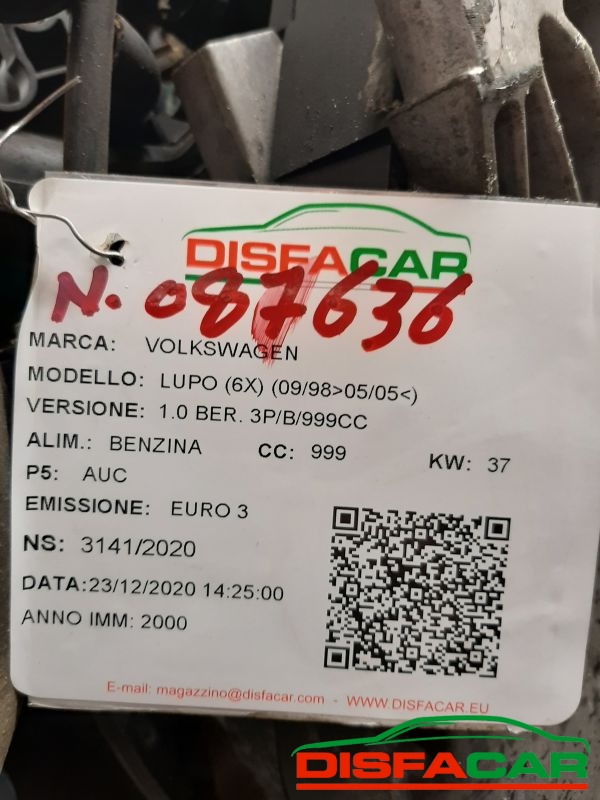 DISFACAR
N. 087636
MARCA: VOLKSWAGEN
MODELLO: LUPO (6X) (09/98>05/05<)
VERSIONE: 1.0 BER. 3P/B/999CC
ALIM.: BENZINA CC: 999 KW: 37
P5: AUC
EMISSIONE: EURO 3
NS: 3141/2020
DATA:23/12/2020 14:25:00
ANNO IMM: 2000
E-mail: magazzino@disfacar.com - WWW.DISFACAR.EU
DISFACAR